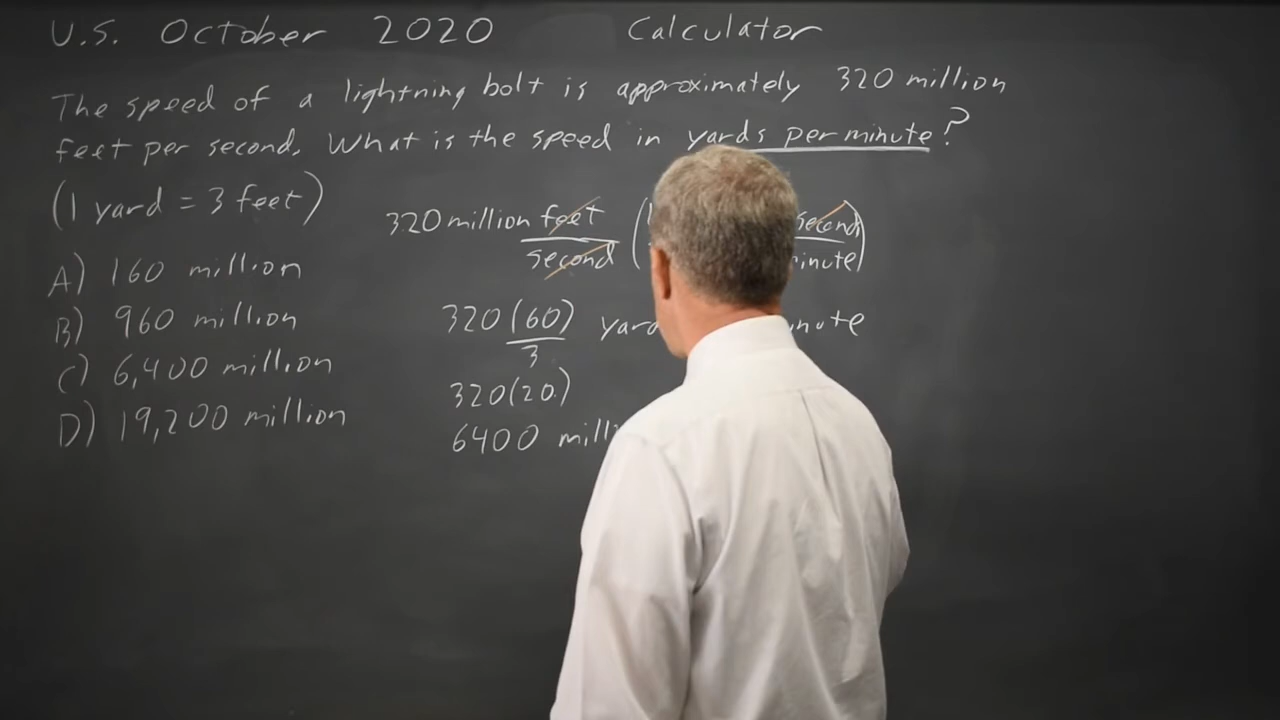 U.S. October 2020 Calculator
The speed of a lightning bolt is approximately 320 million
feet per second. What is the speed in yards per minute?
(1 yard = 3 feet)
320 million feet ( second )
second
A) 160 million
B) 960 million
320(60)
3
C) 6,400 million
320(20)
D) 19,200 million
6400